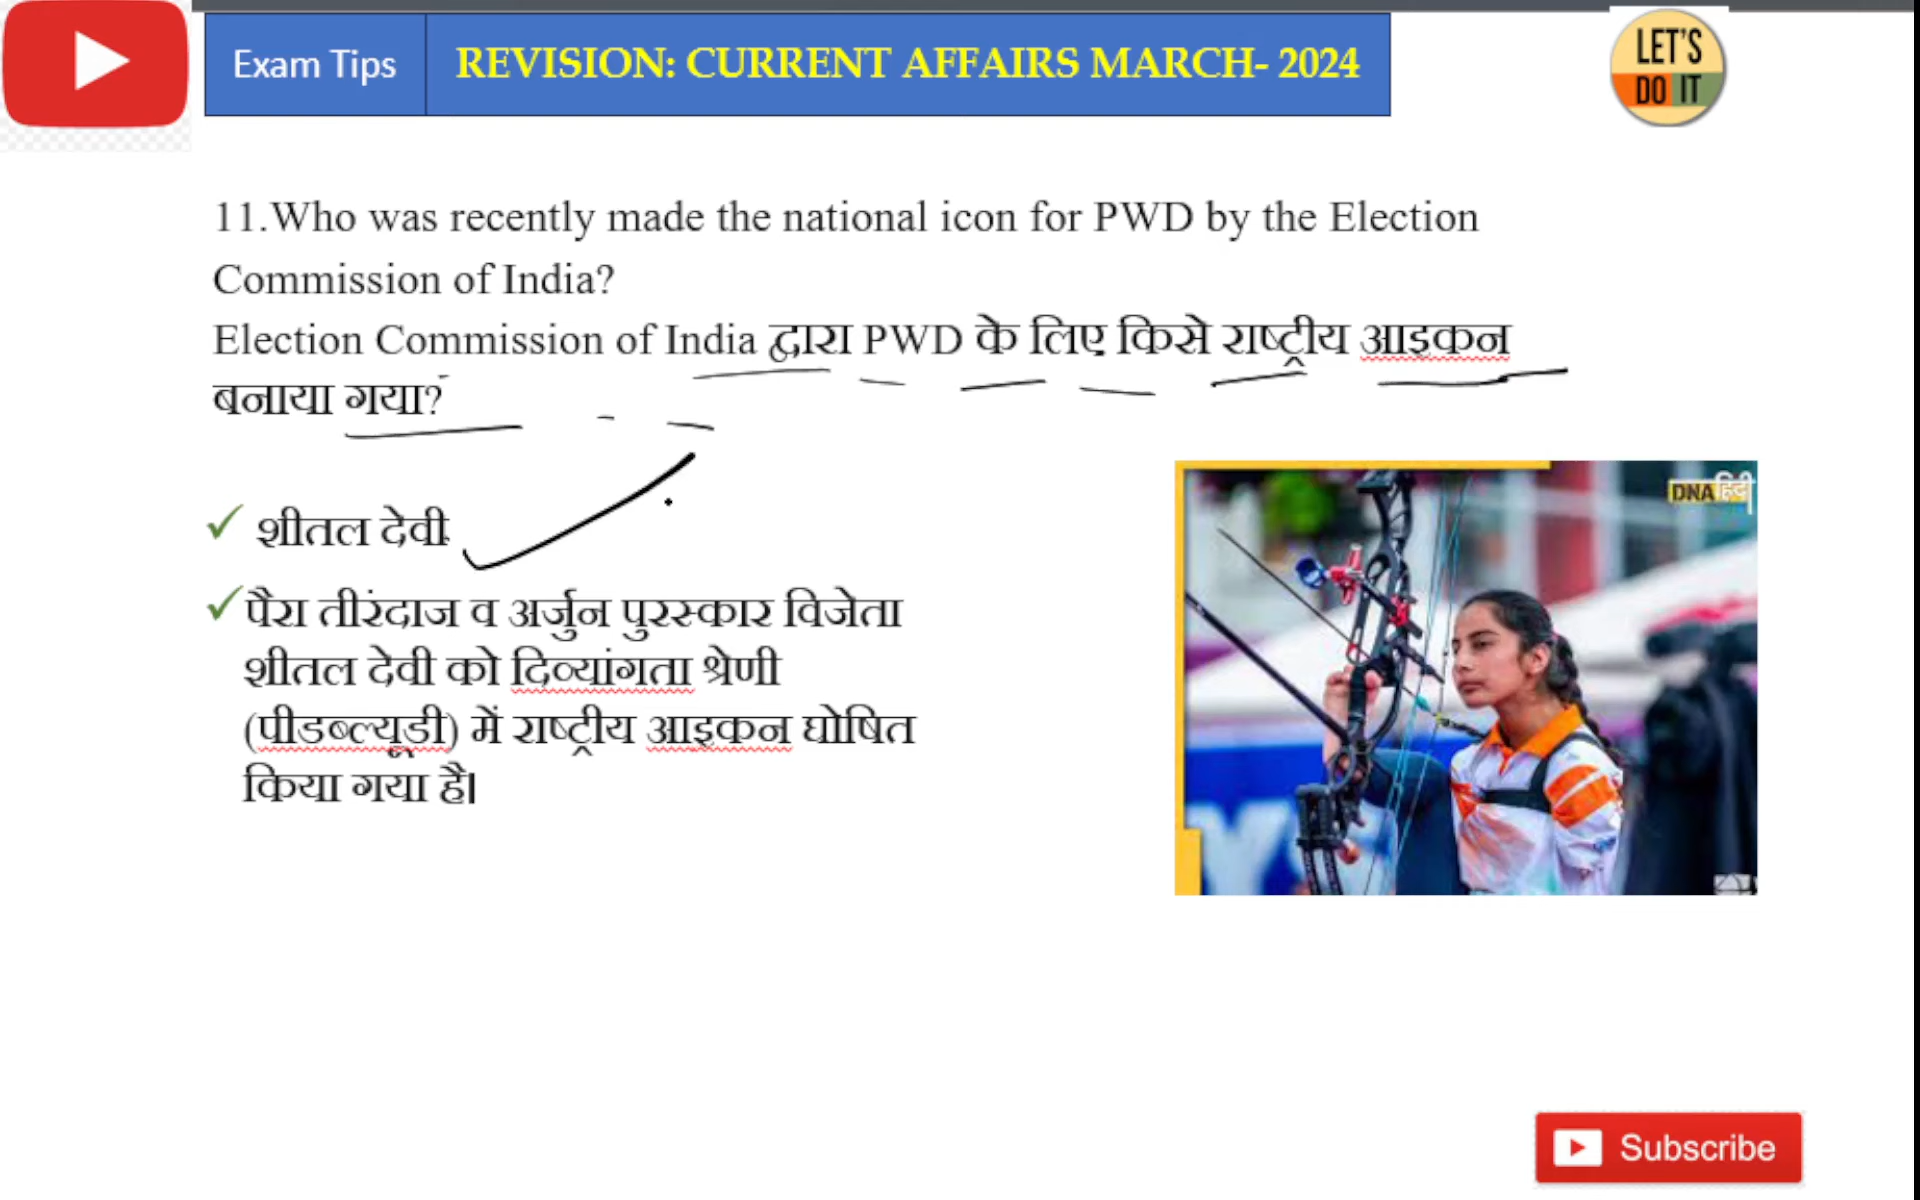 Exam Tips
REVISION: CURRENT AFFAIRS MARCH- 2024
LET'S
DO IT
11.Who was recently made the national icon for PWD by the Election
Commission of India?
Election Commission of India द्वारा PWD के लिए किसे राष्ट्रीय आइकन
बनाया गया?
शीतल देवी
पैरा तीरंदाज व अर्जुन पुरस्कार विजेता
शीतल देवी को दिव्यांगता श्रेणी
(पीडब्ल्यूडी) में राष्ट्रीय आइकन घोषित
किया गया है।
DNA हिंदी
Subscribe